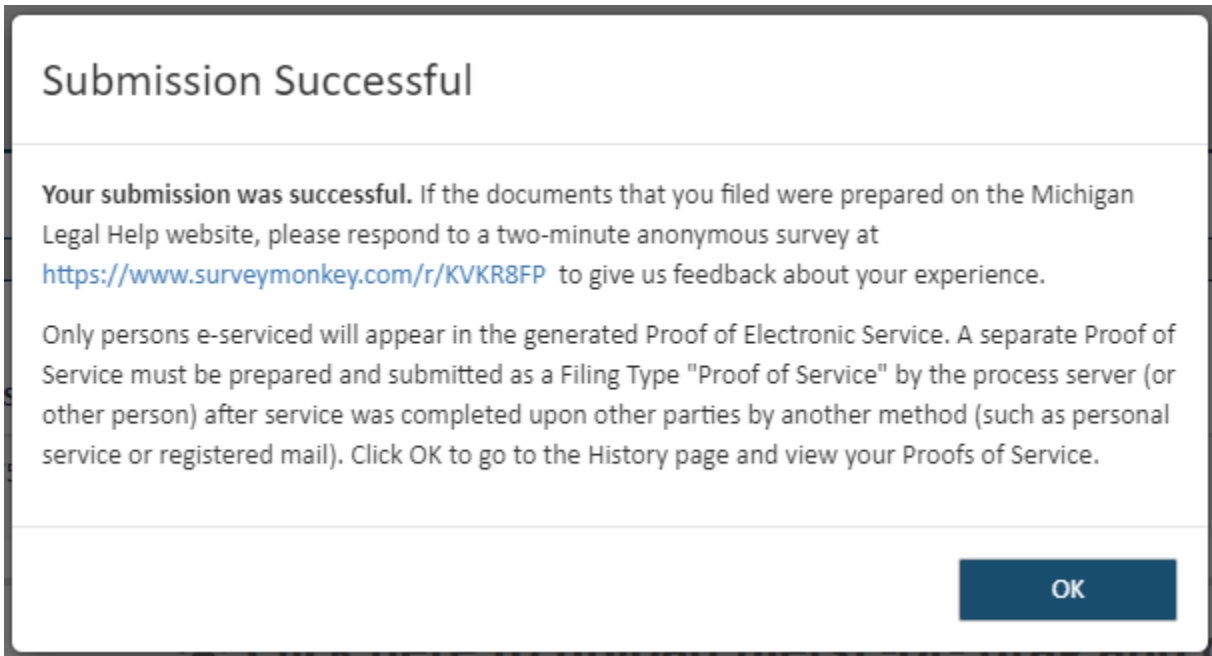 Submission Successful
Your submission was successful. If the documents that you filed were prepared on the Michigan
Legal Help website, please respond to a two-minute anonymous survey at
https://www.surveymonkey.com/r/KVKR8FP to give us feedback about your experience.
Only persons e-serviced will appear in the generated Proof of Electronic Service. A separate Proof of
Service must be prepared and submitted as a Filing Type "Proof of Service" by the process server (or
other person) after service was completed upon other parties by another method (such as personal
service or registered mail). Click OK to go to the History page and view your Proofs of Service.
OK